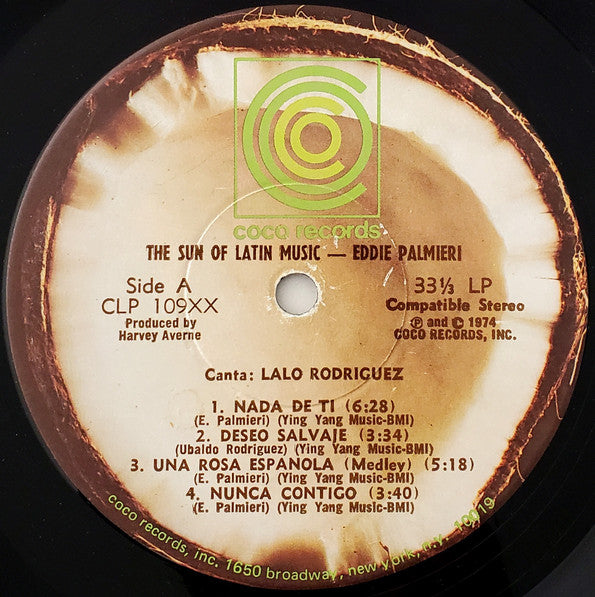 coco records
THE SUN OF LATIN MUSIC — EDDIE PALMIERI
Side A
CLP 109XX
Produced by
Harvey Averne
33⅓ LP
Compatible Stereo
℗ and © 1974
COCO RECORDS, INC.
Canta: LALO RODRIGUEZ
1. NADA DE TI (6:28)
(E. Palmieri) (Ying Yang Music-BMI)
2. DESEO SALVAJE (3:34)
(Ubaldo Rodriguez) (Ying Yang Music-BMI)
3. UNA ROSA ESPANOLA (Medley) (5:18)
(E. Palmieri) (Ying Yang Music-BMI)
4. NUNCA CONTIGO (3:40)
(E. Palmieri) (Ying Yang Music-BMI)
coco records, inc. 1650 broadway, new york, n.y. 10019